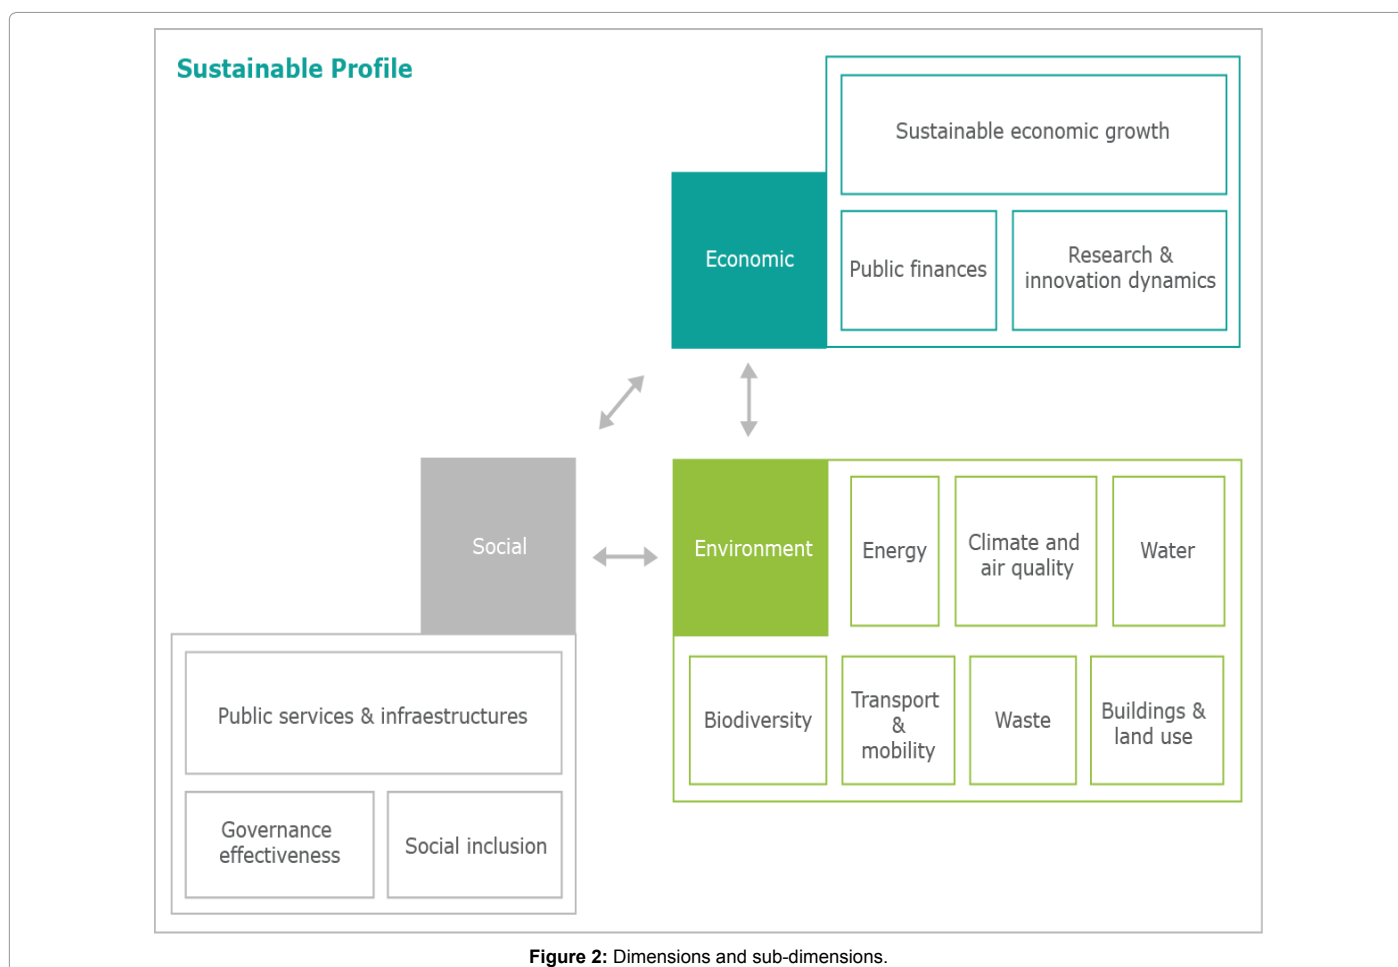 Sustainable Profile
Sustainable economic growth
Economic
Public finances
Research &
innovation dynamics
Social
Environment
Energy
Climate and
air quality
Water
Biodiversity
Transport
&
mobility
Waste
Buildings &
land use
Public services & infraestructures
Governance
effectiveness
Social inclusion
Figure 2: Dimensions and sub-dimensions.